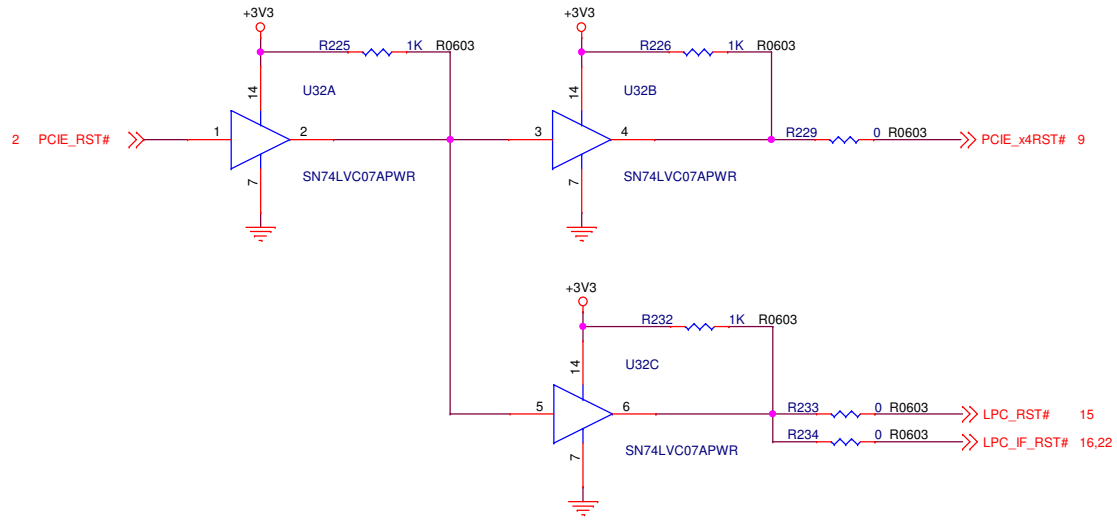 +3V3 +3V3
R225 1K R0603 R226 1K R0603
14 U32A 14 U32B
2 PCIE_RST# 1 2 3 4 R229 0 R0603 PCIE_x4RST# 9
7 SN74LVC07APWR 7 SN74LVC07APWR
+3V3
R232 1K R0603
14 U32C
5 6 R233 0 R0603 LPC_RST# 15
R234 0 R0603 LPC_IF_RST# 16,22
7 SN74LVC07APWR